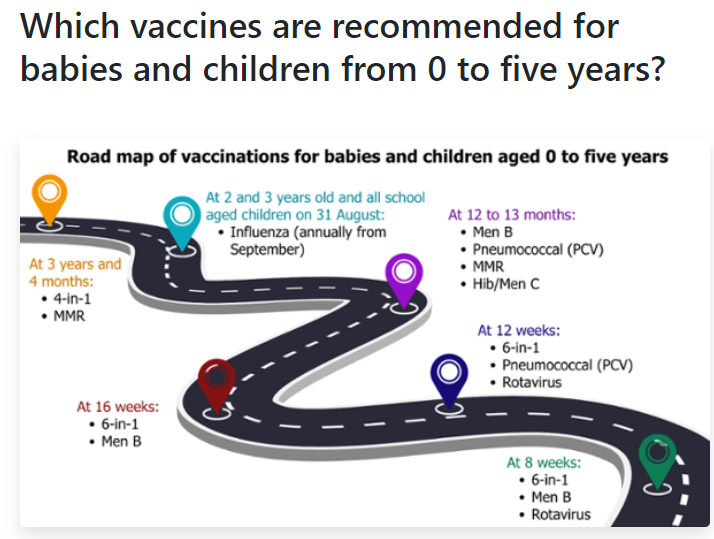 Which vaccines are recommended for
babies and children from 0 to five years?
Road map of vaccinations for babies and children aged 0 to five years
At 3 years and
4 months:
• 4-in-1
• MMR
At 2 and 3 years old and all school
aged children on 31 August:
• Influenza (annually from
September)
At 12 to 13 months:
• Men B
• Pneumococcal (PCV)
• MMR
• Hib/Men C
At 12 weeks:
• 6-in-1
• Pneumococcal (PCV)
• Rotavirus
At 16 weeks:
• 6-in-1
• Men B
At 8 weeks:
• 6-in-1
• Men B
• Rotavirus